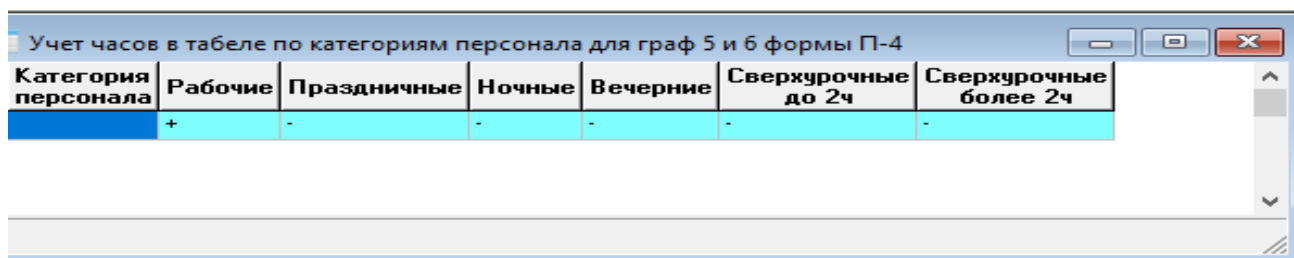 Учет часов в табеле по категориям персонала для граф 5 и 6 формы П-4
Категория персонала Рабочие Праздничные Ночные Вечерние Сверхурочные до 2ч Сверхурочные более 2ч
+ - - - - -